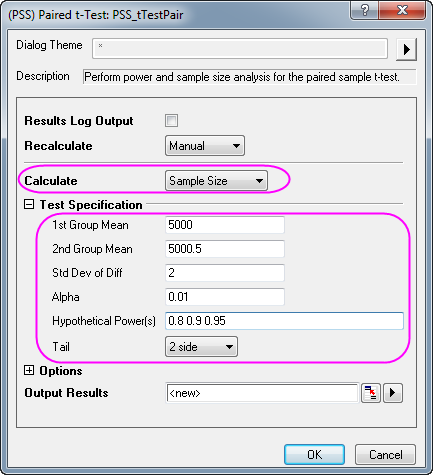 (PSS) Paired t-Test: PSS_tTestPair
Dialog Theme *
Description Perform power and sample size analysis for the paired sample t-test.
Results Log Output
Recalculate Manual
Calculate Sample Size
Test Specification
1st Group Mean 5000
2nd Group Mean 5000.5
Std Dev of Diff 2
Alpha 0.01
Hypothetical Power(s) 0.8 0.9 0.95
Tail 2 side
Options
Output Results <new>
OK Cancel